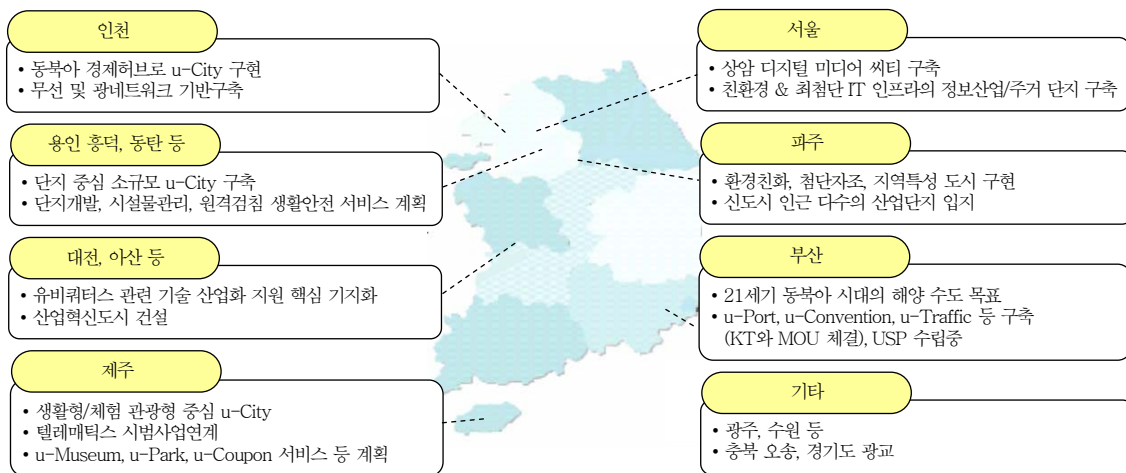 인천
• 동북아 경제허브로 u-City 구현
• 무선 및 광네트워크 기반구축
용인 흥덕, 동탄 등
• 단지 중심 소규모 u-City 구축
• 단지개발, 시설물관리, 원격검침 생활안전 서비스 계획
대전, 아산 등
• 유비쿼터스 관련 기술 산업화 지원 핵심 기지화
• 산업혁신도시 건설
제주
• 생활형/체험 관광형 중심 u-City
• 텔레매틱스 시범사업연계
• u-Museum, u-Park, u-Coupon 서비스 등 계획
서울
• 상암 디지털 미디어 씨티 구축
• 친환경 & 최첨단 IT 인프라의 정보산업/주거 단지 구축
파주
• 환경친화, 첨단자조, 지역특성 도시 구현
• 신도시 인근 다수의 산업단지 입지
부산
• 21세기 동북아 시대의 해양 수도 목표
• u-Port, u-Convention, u-Traffic 등 구축
(KT와 MOU 체결), USP 수립중
기타
• 광주, 수원 등
• 충북 오송, 경기도 광교